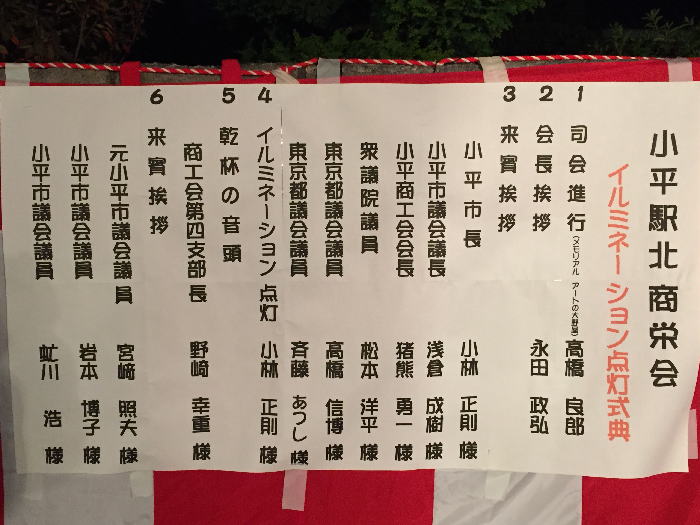 小平駅北商栄会
イルミネーション点灯式典
1 司会進行(メモリアル アートの大野屋) 高橋 良郎
2 会長挨拶 永田 政弘
3 来賓挨拶
小平市長 小林 正則 様
小平市議会議長 浅倉 成樹 様
小平商工会会長 猪熊 勇一 様
衆議院議員 松本 洋平 様
東京都議会議員 高橋 信博 様
東京都議会議員 斉藤 あつし 様
4 イルミネーション点灯 小林 正則 様
5 乾杯の音頭
商工会第四支部長 野﨑 幸重 様
6 来賓挨拶
元小平市議会議員 宮﨑 照夫 様
小平市議会議員 岩本 博子 様
小平市議会議員 虻川 浩 様